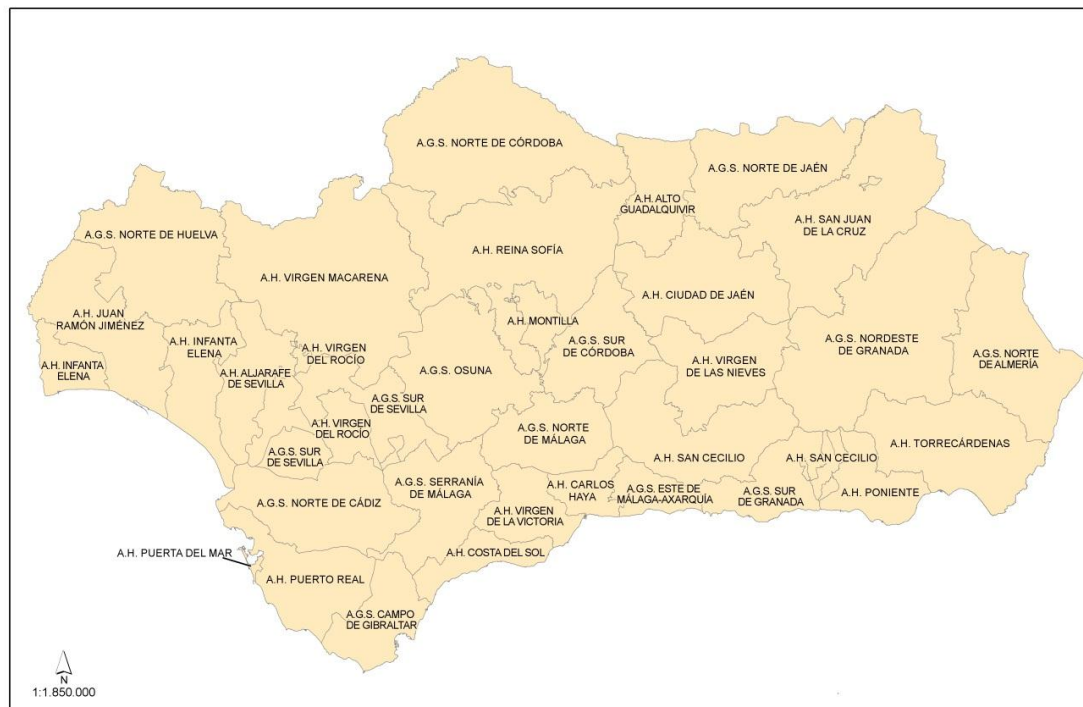 A.G.S. NORTE DE CÓRDOBA
A.G.S. NORTE DE JAÉN
A.H. ALTO
GUADALQUIVIR
A.H. SAN JUAN
DE LA CRUZ
A.G.S. NORTE DE HUELVA
A.H. REINA SOFÍA
A.H. VIRGEN MACARENA
A.H. CIUDAD DE JAÉN
A.H. JUAN
RAMÓN JIMÉNEZ
A.H. MONTILLA
A.H. INFANTA
ELENA
A.H. VIRGEN
DEL ROCÍO
A.G.S. SUR
DE CÓRDOBA
A.G.S. NORDESTE
DE GRANADA
A.H. INFANTA
ELENA
A.H. ALJARAFE
DE SEVILLA
A.G.S. OSUNA
A.H. VIRGEN
DE LAS NIEVES
A.G.S. NORTE
DE ALMERÍA
A.G.S. SUR
DE SEVILLA
A.H. VIRGEN
DEL ROCÍO
A.G.S. NORTE
DE MÁLAGA
A.H. TORRECÁRDENAS
A.G.S. SUR
DE SEVILLA
A.H. SAN CECILIO
A.H. SAN CECILIO
A.G.S. SERRANÍA
DE MÁLAGA
A.H. CARLOS
HAYA
A.G.S. ESTE DE
MÁLAGA-AXARQUÍA
A.G.S. SUR
DE GRANADA
A.H. PONIENTE
A.G.S. NORTE DE CÁDIZ
A.H. VIRGEN
DE LA VICTORIA
A.H. PUERTA DEL MAR
A.H. COSTA DEL SOL
A.H. PUERTO REAL
A.G.S. CAMPO
DE GIBRALTAR
N
1:1.850.000